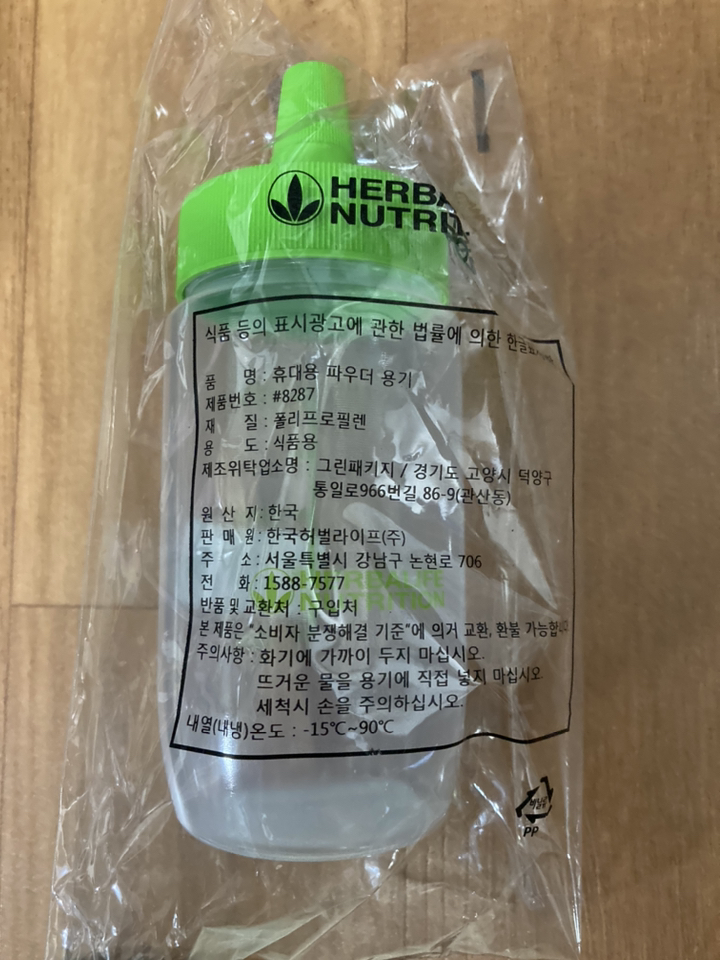 HERBA
NUTRIT
식품 등의 표시광고에 관한 법률에 의한
품 명 : 휴대용 파우더 용기
제품번호 : #8287
재 질 : 폴리프로필렌
용 도 : 식품용
제조위탁업소명 : 그린패키지 / 경기도 고양시 덕양구
통일로966번길 86-9(관산동)
원 산 지 : 한국
판 매 원 : 한국허벌라이프(주)
주 소 : 서울특별시 강남구 논현로 706
전 화 : 1588-7577
반품 및 교환처 : 구입처
본 제품은 "소비자 분쟁해결 기준"에 의거 교환, 환불 가능합니다
주의사항 : 화기에 가까이 두지 마십시오.
뜨거운 물을 용기에 직접 넣지 마십시오.
세척시 손을 주의하십시오.
내열(내냉)온도 : -15℃~90℃
HERBALIFE
NUTRITION
비닐류
PP